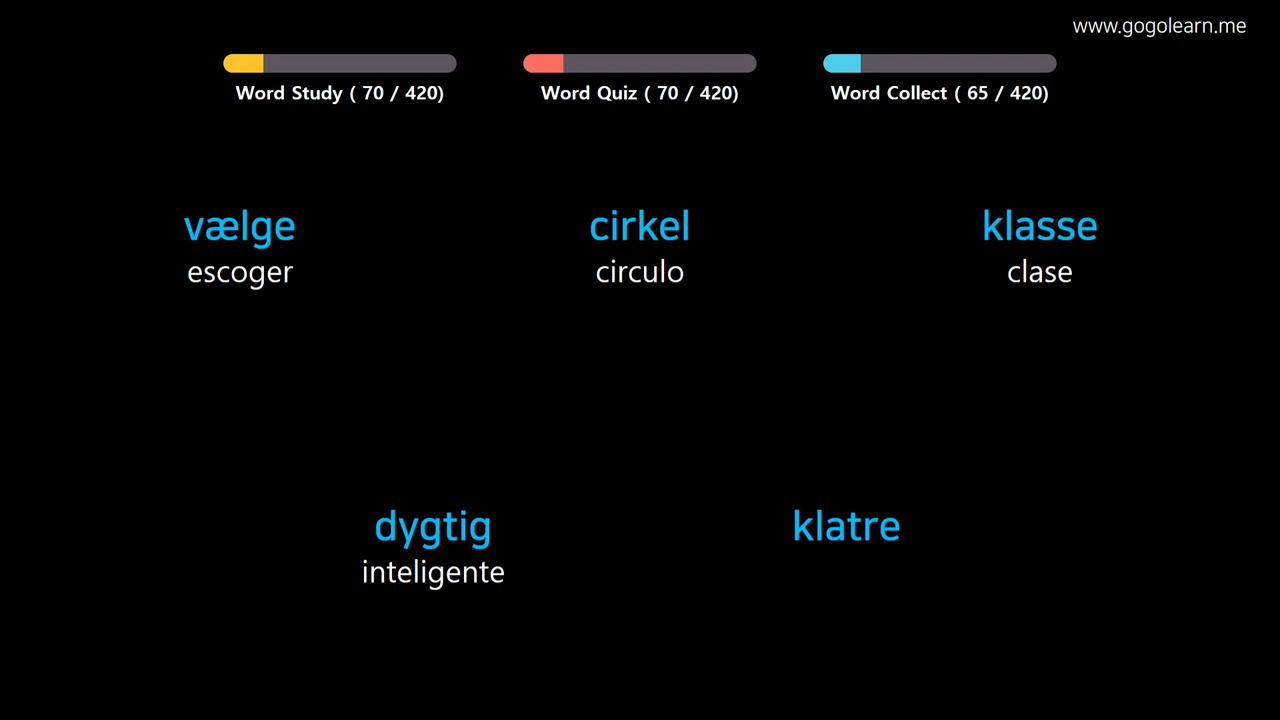 www.gogolearn.me
Word Study ( 70 / 420)
Word Quiz ( 70 / 420)
Word Collect ( 65 / 420)
vælge
escoger
cirkel
circulo
klasse
clase
dygtig
inteligente
klatre